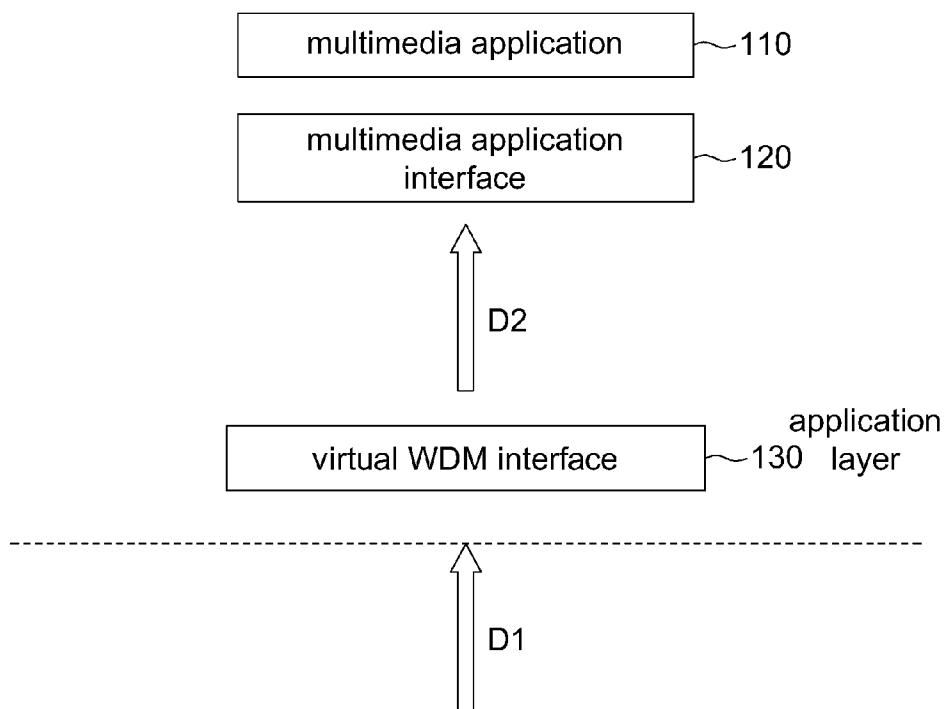 multimedia application
110
multimedia application
interface
120
D2
virtual WDM interface
130
application
layer
D1